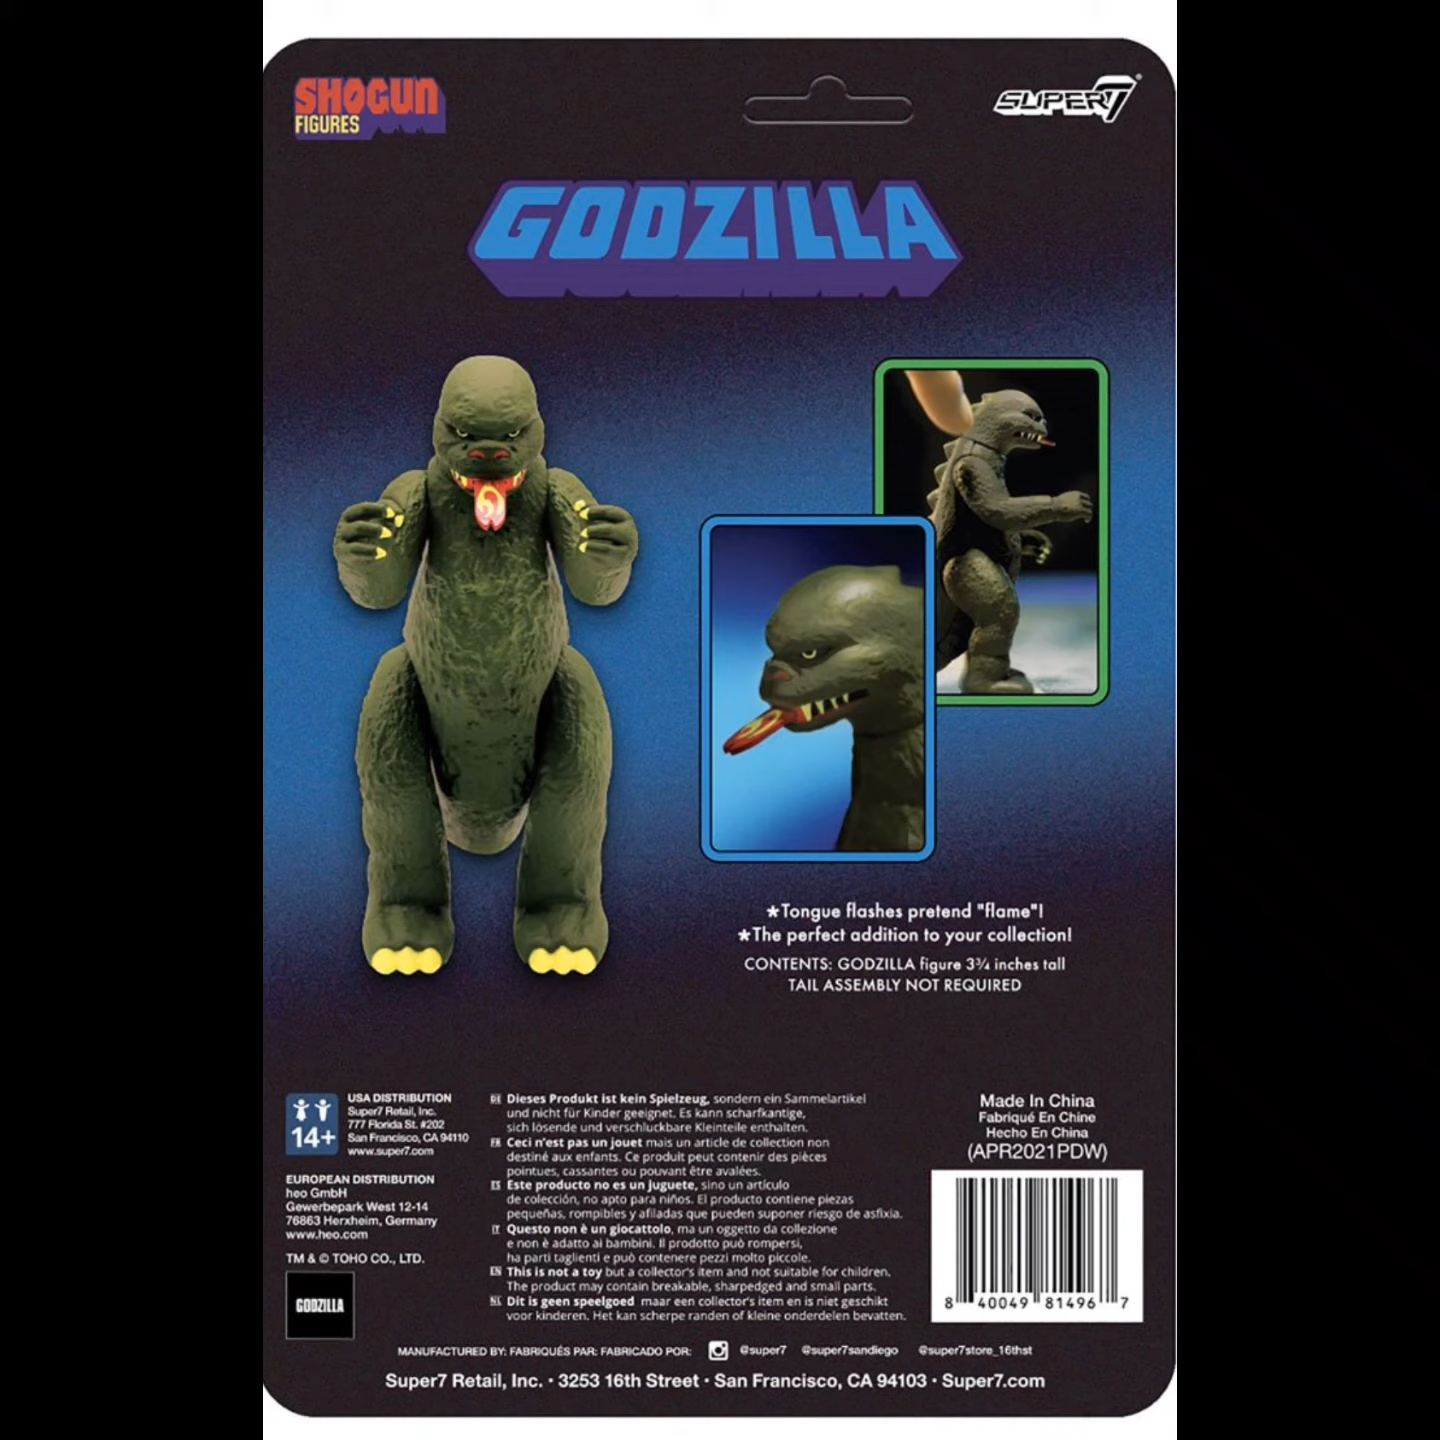 SHOGUN
FIGURES
SUPER7®
GODZILLA
★Tongue flashes pretend "flame"!
★The perfect addition to your collection!
CONTENTS: GODZILLA figure 3¾ inches tall
TAIL ASSEMBLY NOT REQUIRED
14+
USA DISTRIBUTION
Super7 Retail, Inc.
777 Florida St. #202
San Francisco, CA 94110
www.super7.com
EUROPEAN DISTRIBUTION
heo GmbH
Gewerbepark West 12-14
76863 Herxheim, Germany
www.heo.com
TM & © TOHO CO., LTD.
GODZILLA
DE Dieses Produkt ist kein Spielzeug, sondern ein Sammelartikel
und nicht für Kinder geeignet. Es kann scharfkantige,
sich lösende und verschluckbare Kleinteile enthalten.
FR Ceci n'est pas un jouet mais un article de collection non
destiné aux enfants. Ce produit peut contenir des pièces
pointues, cassantes ou pouvant être avalées.
ES Este producto no es un juguete, sino un artículo
de colección, no apto para niños. El producto contiene piezas
pequeñas, rompibles y afiladas que pueden suponer riesgo de asfixia.
IT Questo non è un giocattolo, ma un oggetto da collezione
e non è adatto ai bambini. Il prodotto può rompersi,
ha parti taglienti e può contenere pezzi molto piccole.
EN This is not a toy but a collector's item and not suitable for children.
The product may contain breakable, sharpedged and small parts.
NL Dit is geen speelgoed maar een collector's item en is niet geschikt
voor kinderen. Het kan scherpe randen of kleine onderdelen bevatten.
Made In China
Fabriqué En Chine
Hecho En China
(APR2021PDW)
8 40049 81496 7
MANUFACTURED BY: FABRIQUÉS PAR: FABRICADO POR: @super7 @super7sandiego @super7store_16thst
Super7 Retail, Inc. • 3253 16th Street • San Francisco, CA 94103 • Super7.com